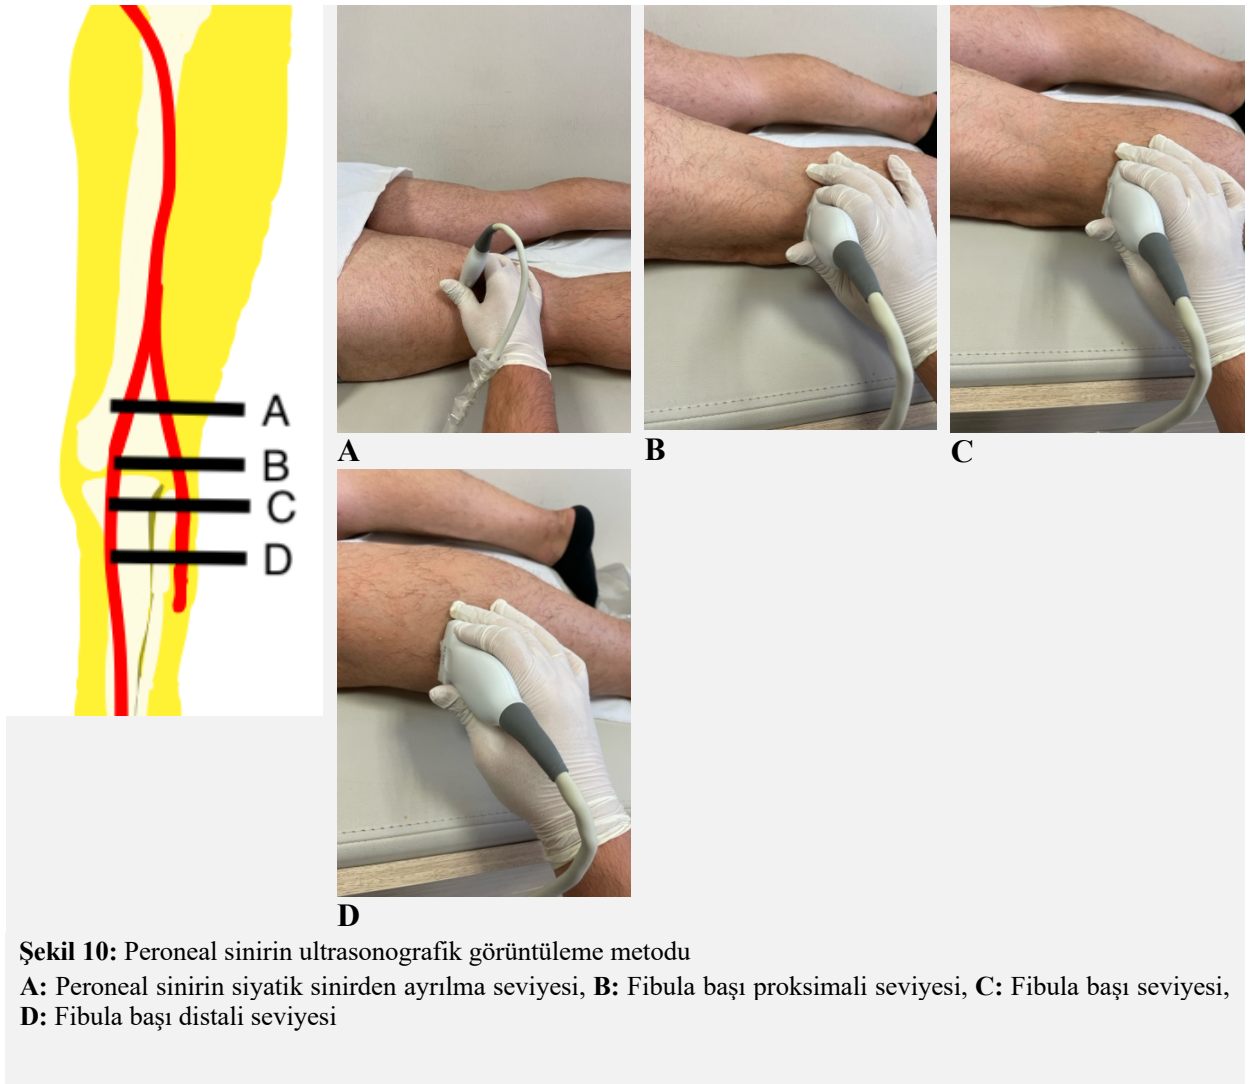 A
B
C
D
A
B
C
D
Şekil 10: Peroneal sinirin ultrasonografik görüntüleme metodu
A: Peroneal sinirin siyatik sinirden ayrılma seviyesi, B: Fibula başı proksimali seviyesi, C: Fibula başı seviyesi,
D: Fibula başı distali seviyesi